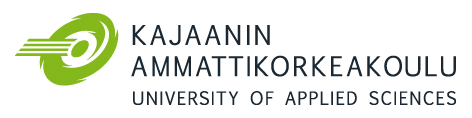 KAJAANIN
AMMATTIKORKEAKOULU
UNIVERSITY OF APPLIED SCIENCES